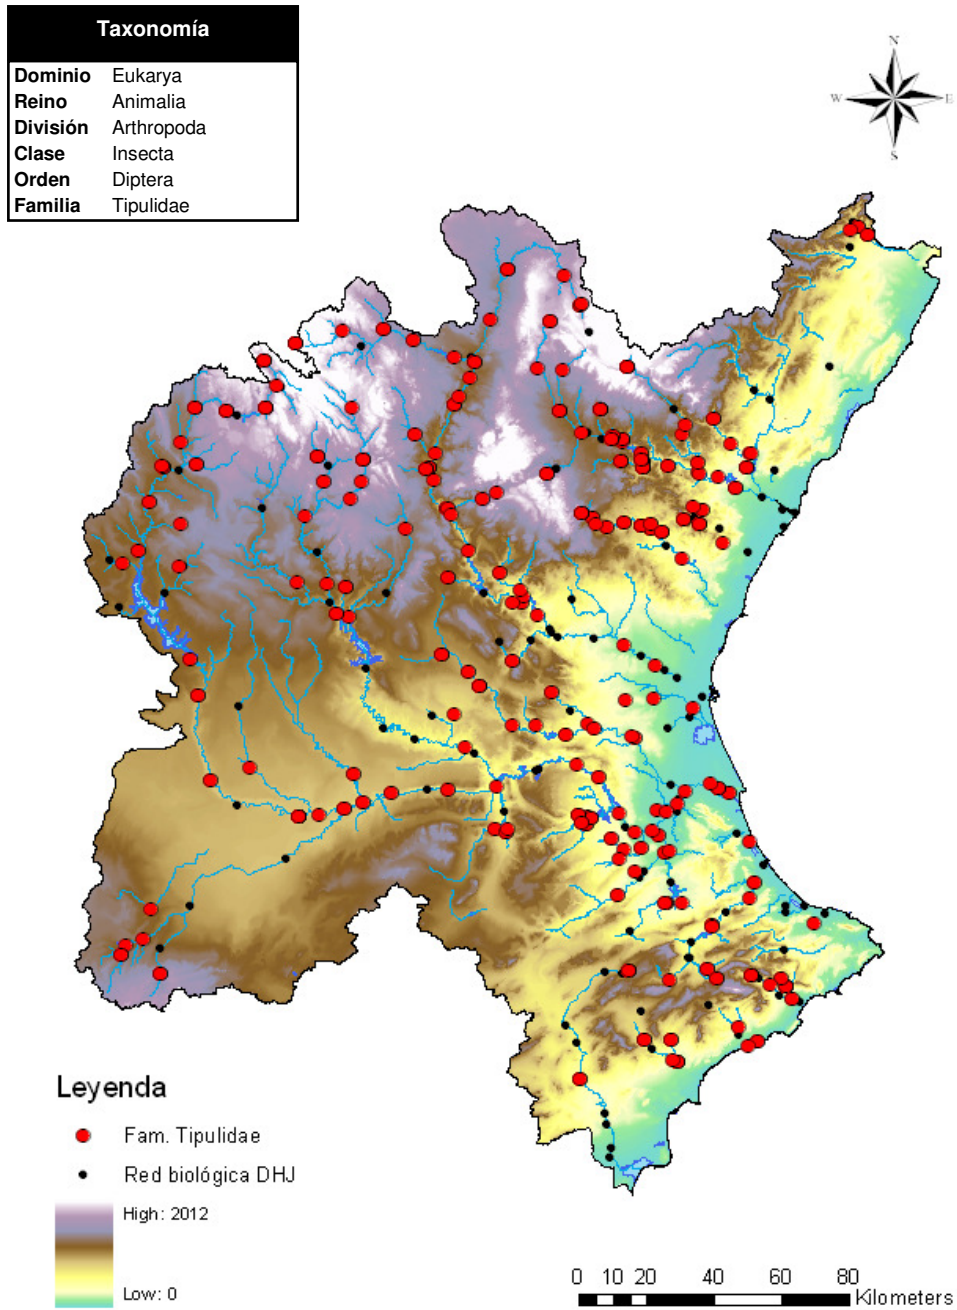 Taxonomía
Dominio Eukarya
Reino Animalia
División Arthropoda
Clase Insecta
Orden Diptera
Familia Tipulidae
N
W E
S
Leyenda
Fam. Tipulidae
Red biológica DHJ
High: 2012
Low: 0
0 10 20 40 60 80
Kilometers